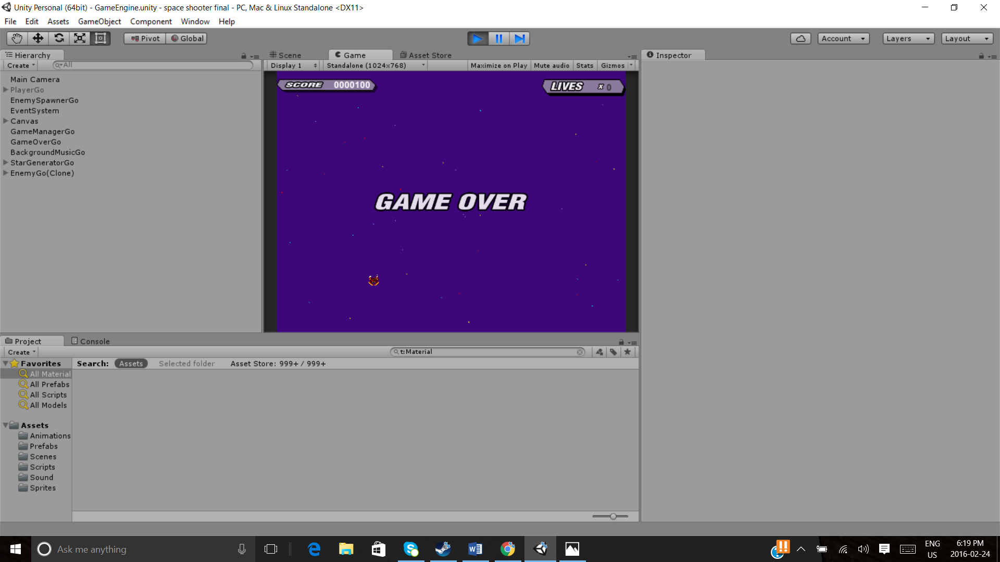 Unity Personal (64bit) - GameEngine.unity - space shooter final - PC, Mac & Linux Standalone <DX11>
File Edit Assets GameObject Component Window Help
Pivot Global Account Layers Layout
Hierarchy Scene Game Asset Store Inspector
Create All Display 1 Standalone (1024x768) Maximize on Play Mute audio Stats Gizmos
Main Camera
PlayerGo
EnemySpawnerGo
EventSystem
Canvas
GameManagerGo
GameOverGo
BackgroundMusicGo
StarGeneratorGo
EnemyGo(Clone)
SCORE 0000100 LIVES x 0
GAME OVER
Project Console
Create t:Material
Favorites Search: Assets Selected folder Asset Store: 999+ / 999+
All Material
All Prefabs
All Scripts
All Models
Assets
Animations
Prefabs
Scenes
Scripts
Sound
Sprites
Ask me anything
ENG
US
6:19 PM
2016-02-24